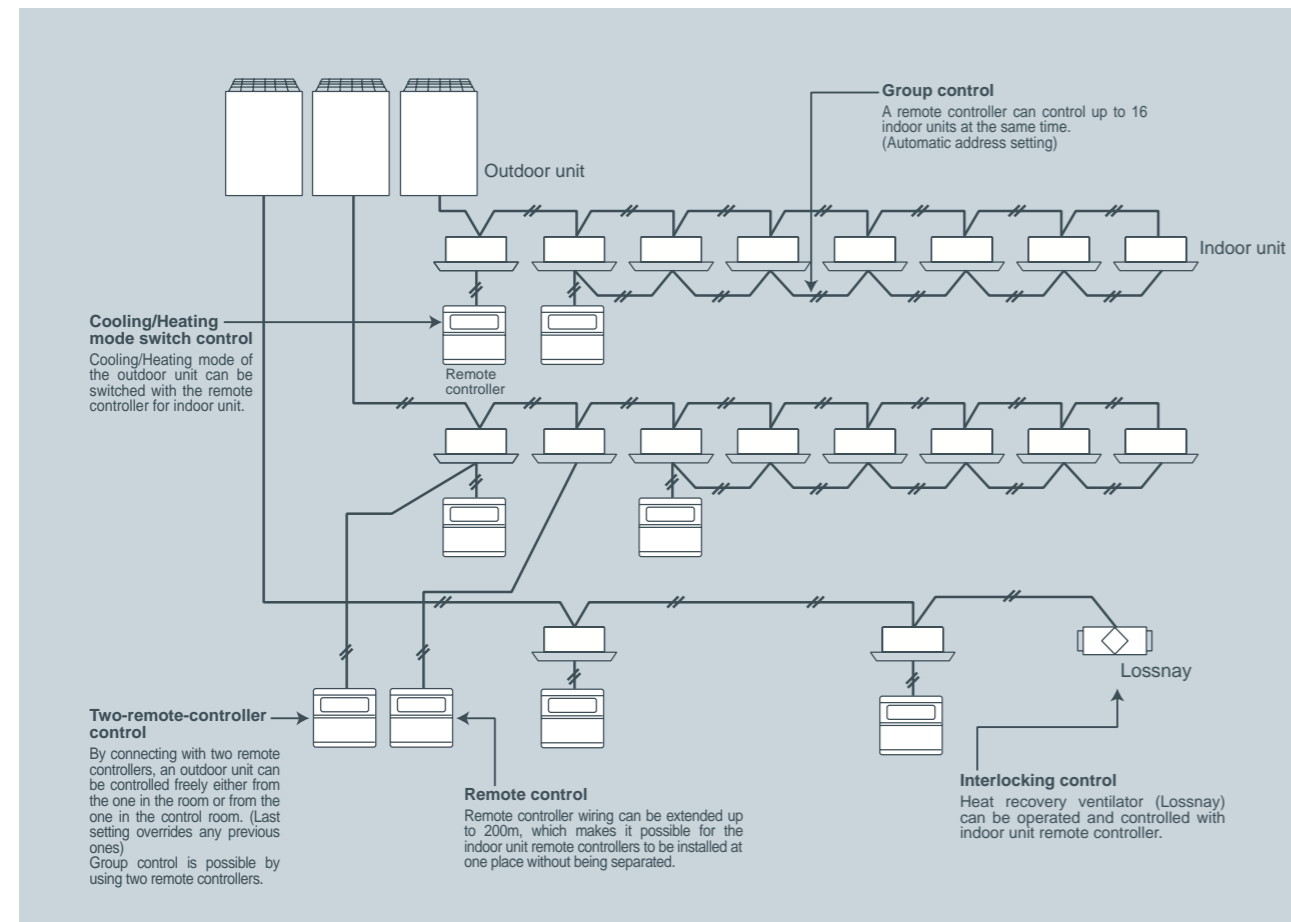 Group control
A remote controller can control up to 16
indoor units at the same time.
(Automatic address setting)
Outdoor unit
Indoor unit
Cooling/Heating
mode switch control
Cooling/Heating mode of
the outdoor unit can be
switched with the remote
controller for indoor unit.
Remote
controller
Lossnay
Two-remote-controller
control
By connecting with two remote
controllers, an outdoor unit can
be controlled freely either from
the one in the room or from the
one in the control room. (Last
setting overrides any previous
ones)
Group control is possible by
using two remote controllers.
Remote control
Remote controller wiring can be extended up
to 200m, which makes it possible for the
indoor unit remote controllers to be installed at
one place without being separated.
Interlocking control
Heat recovery ventilator (Lossnay)
can be operated and controlled with
indoor unit remote controller.